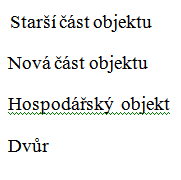 Starší část objektu
Nová část objektu
Hospodářský objekt
Dvůr